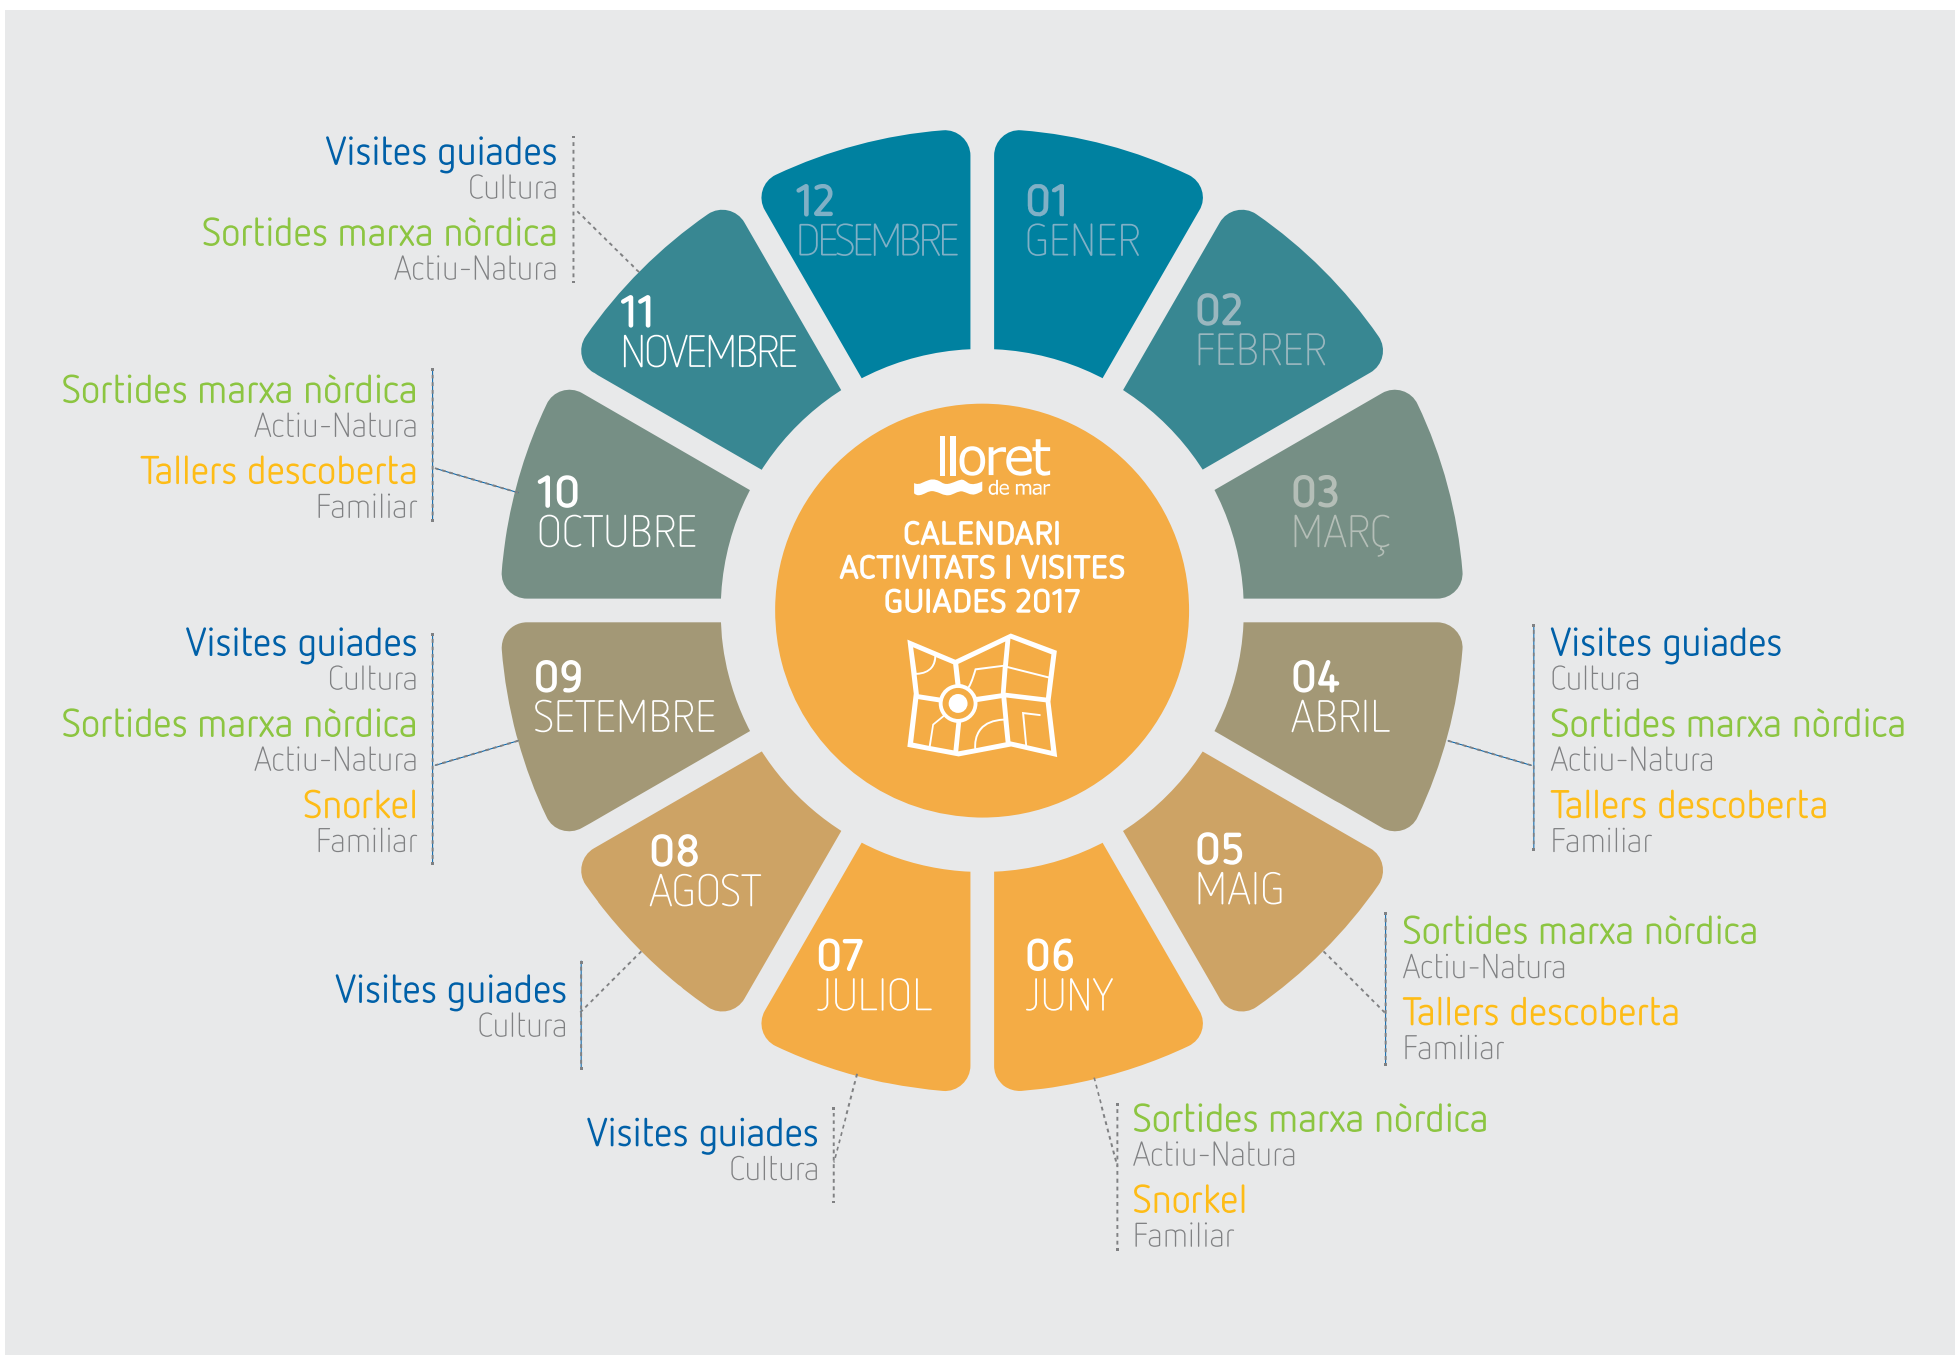 lloret
de mar
CALENDARI
ACTIVITATS I VISITES
GUIADES 2017
01
GENER
02
FEBRER
03
MARÇ
04
ABRIL
Visites guiades
Cultura
Sortides marxa nòrdica
Actiu-Natura
Tallers descoberta
Familiar
05
MAIG
Sortides marxa nòrdica
Actiu-Natura
Tallers descoberta
Familiar
06
JUNY
Sortides marxa nòrdica
Actiu-Natura
Snorkel
Familiar
07
JULIOL
Visites guiades
Cultura
08
AGOST
Visites guiades
Cultura
09
SETEMBRE
Visites guiades
Cultura
Sortides marxa nòrdica
Actiu-Natura
Snorkel
Familiar
10
OCTUBRE
Sortides marxa nòrdica
Actiu-Natura
Tallers descoberta
Familiar
11
NOVEMBRE
Visites guiades
Cultura
Sortides marxa nòrdica
Actiu-Natura
12
DESEMBRE